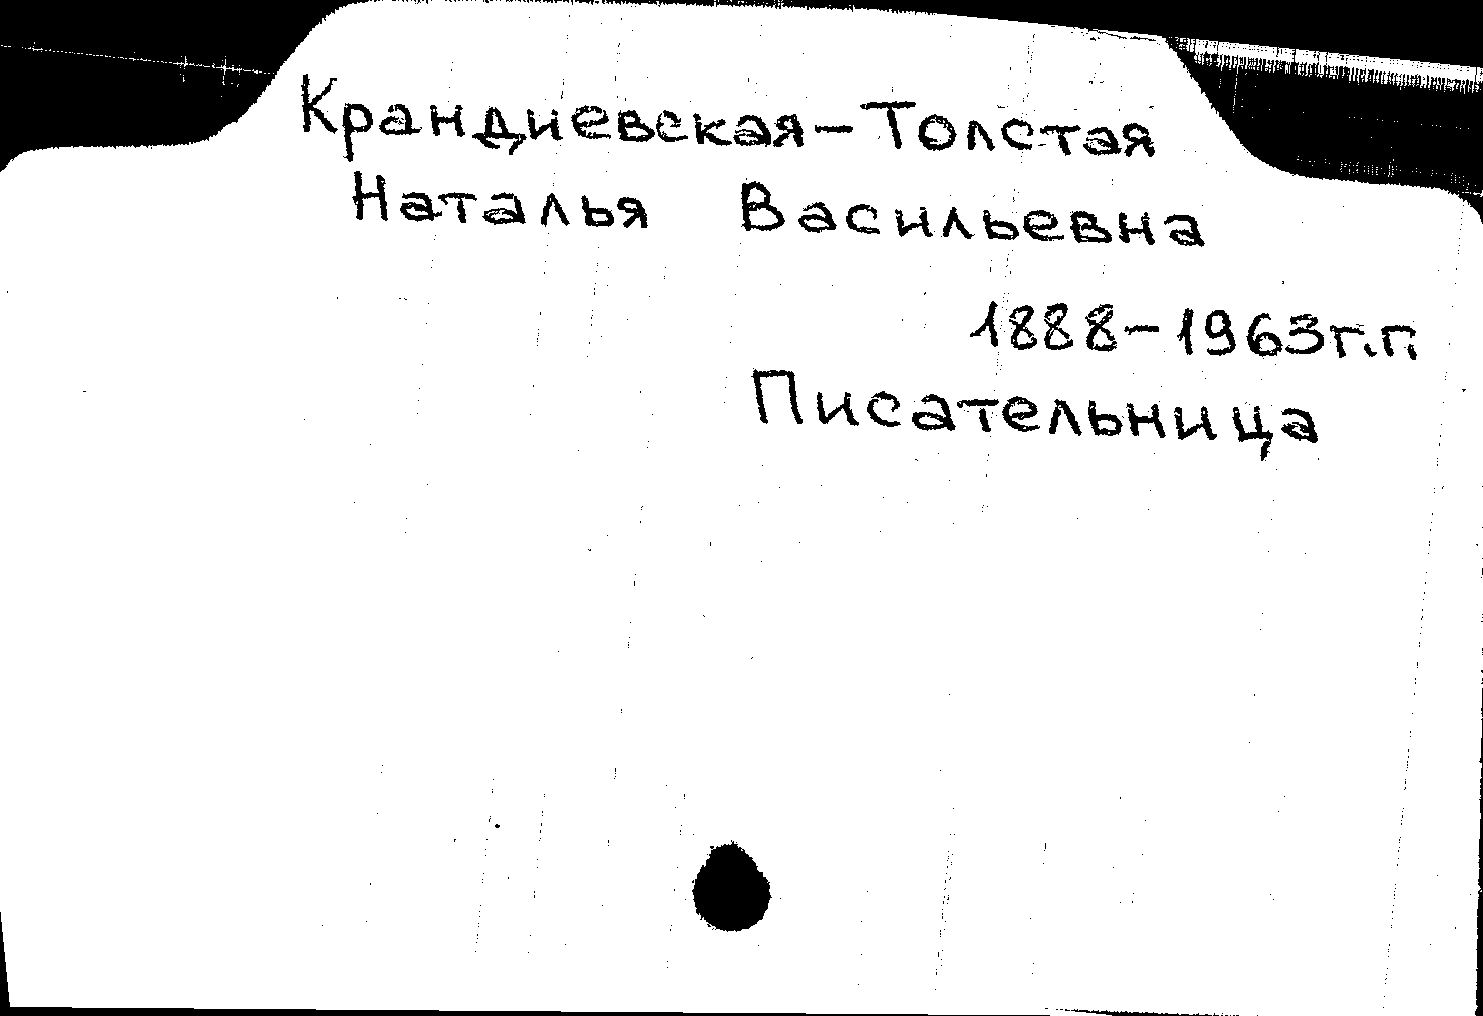 Крандиевская-Толстая
Наталья Васильевна
1888-1963г.г.
Писательница